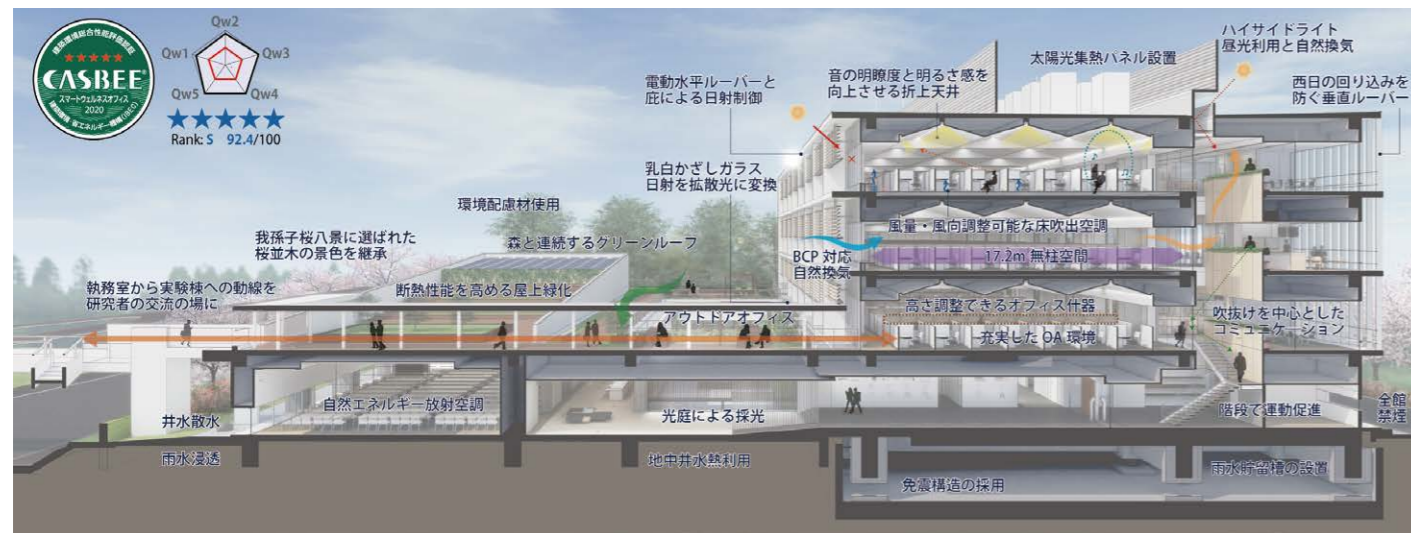 建築環境総合性能評価認証
CASBEE®
スマートウェルネスオフィス
2020
Qw2
Qw1
Qw3
Qw5
Qw4
★★★★★
Rank: S 92.4/100
ハイサイドライト
昼光利用と自然換気
太陽光集熱パネル設置
音の明瞭度と明るさ感を
向上させる折上天井
電動水平ルーバーと
庇による日射制御
西日の回り込みを
防ぐ垂直ルーバー
乳白かざしガラス
日射を拡散光に変換
環境配慮材使用
我孫子桜八景に選ばれた
桜並木の景色を継承
森と連続するグリーンルーフ
風量・風向調整可能な床吹出空調
BCP 対応
自然換気
17.2m 無柱空間
執務室から実験棟への動線を
研究者の交流の場に
断熱性能を高める屋上緑化
アウトドアオフィス
高さ調整できるオフィス什器
充実した OA 環境
吹抜けを中心とした
コミュニケーション
自然エネルギー放射空調
光庭による採光
階段で運動促進
全館
禁煙
井水散水
雨水浸透
地中井水熱利用
免震構造の採用
雨水貯留槽の設置